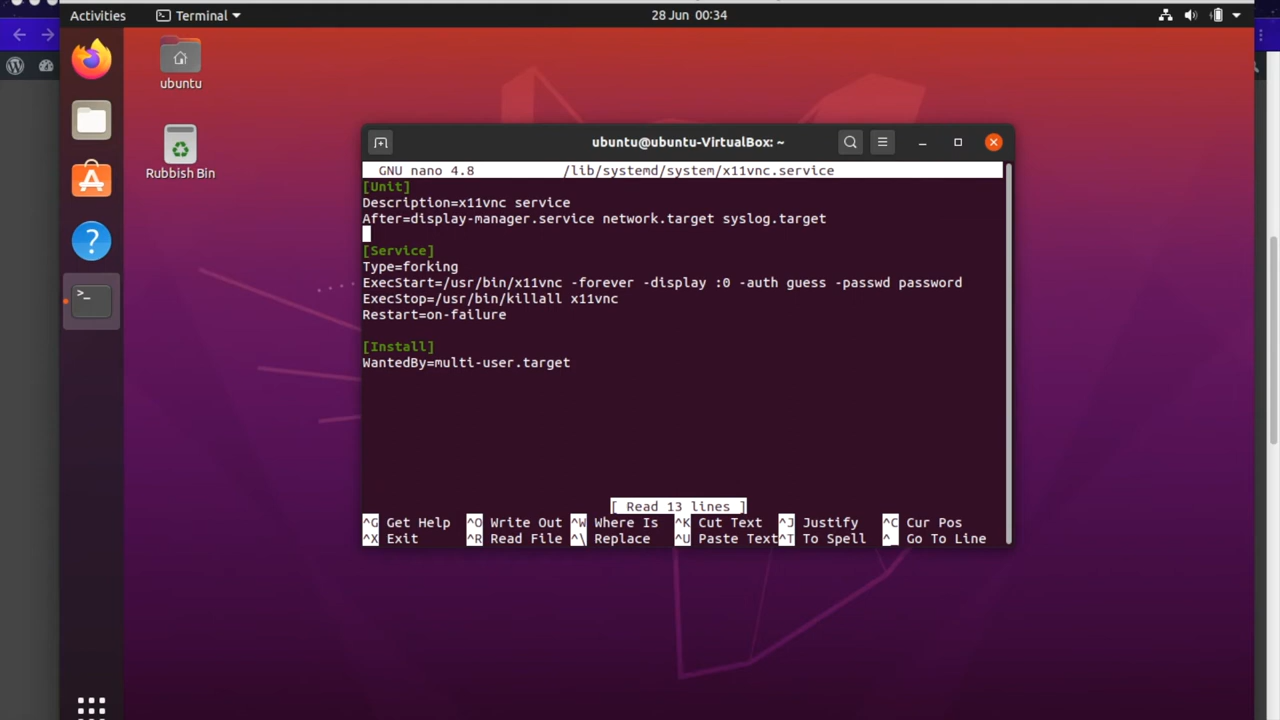 Activities
Terminal
28 Jun 00:34
ubuntu
Rubbish Bin
ubuntu@ubuntu-VirtualBox: ~
GNU nano 4.8 /lib/systemd/system/x11vnc.service
[Unit]
Description=x11vnc service
After=display-manager.service network.target syslog.target
[Service]
Type=forking
ExecStart=/usr/bin/x11vnc -forever -display :0 -auth guess -passwd password
ExecStop=/usr/bin/killall x11vnc
Restart=on-failure
[Install]
WantedBy=multi-user.target
[ Read 13 lines ]
^G Get Help ^O Write Out ^W Where Is ^K Cut Text ^J Justify ^C Cur Pos
^X Exit ^R Read File ^\ Replace ^U Paste Text ^T To Spell ^_ Go To Line